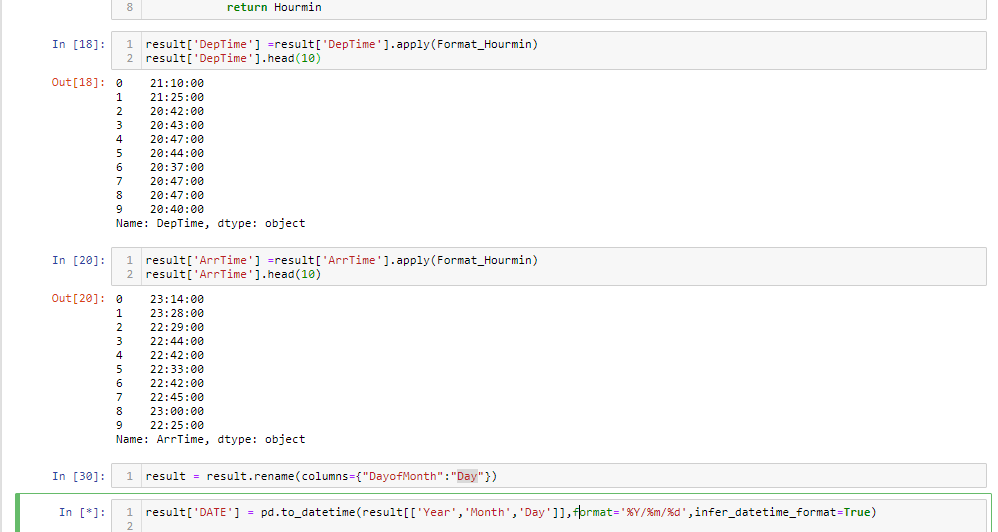 8 return Hourmin
In [18]: 1 result['DepTime'] =result['DepTime'].apply(Format_Hourmin)
2 result['DepTime'].head(10)
Out[18]: 0 21:10:00
1 21:25:00
2 20:42:00
3 20:43:00
4 20:47:00
5 20:44:00
6 20:37:00
7 20:47:00
8 20:47:00
9 20:40:00
Name: DepTime, dtype: object
In [20]: 1 result['ArrTime'] =result['ArrTime'].apply(Format_Hourmin)
2 result['ArrTime'].head(10)
Out[20]: 0 23:14:00
1 23:28:00
2 22:29:00
3 22:44:00
4 22:42:00
5 22:33:00
6 22:42:00
7 22:45:00
8 23:00:00
9 22:25:00
Name: ArrTime, dtype: object
In [30]: 1 result = result.rename(columns={"DayofMonth":"Day"})
In [*]: 1 result['DATE'] = pd.to_datetime(result[['Year','Month','Day']],format='%Y/%m/%d',infer_datetime_format=True)
2